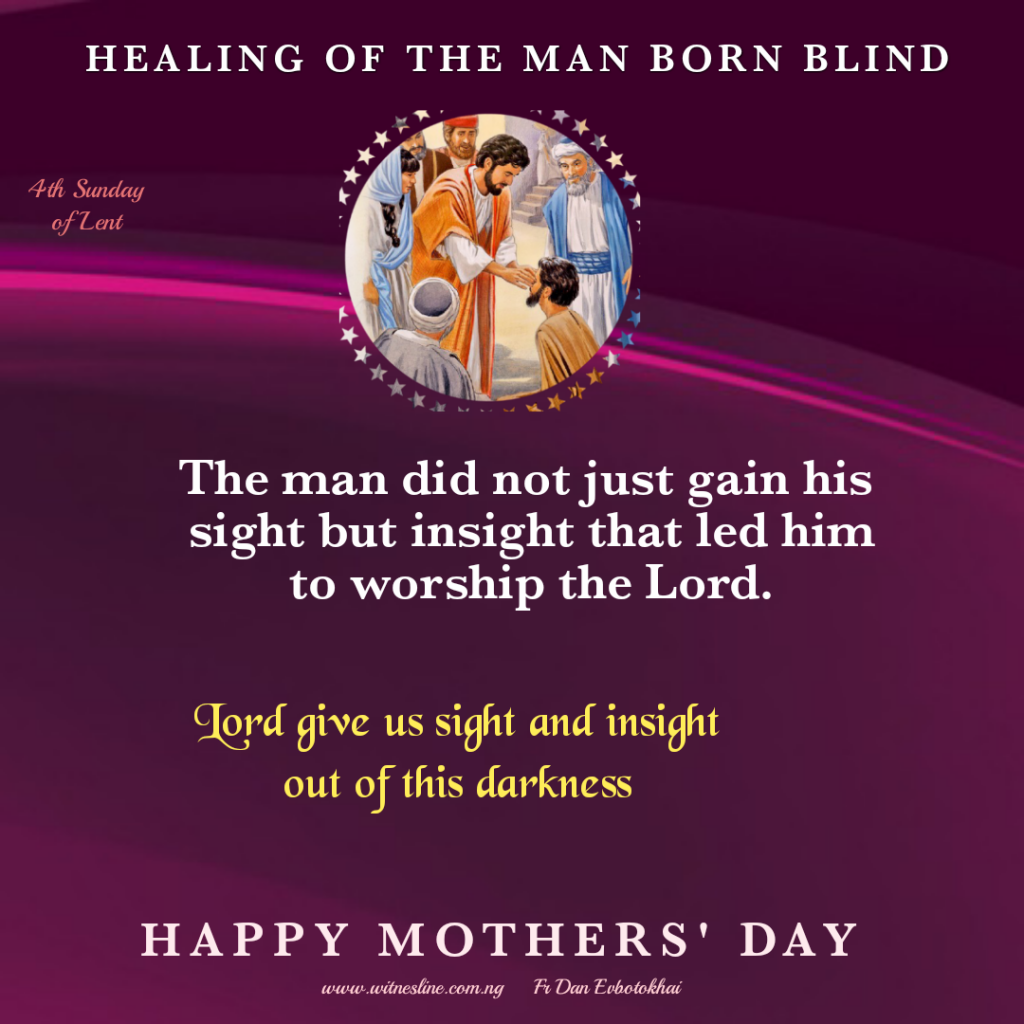 HEALING OF THE MAN BORN BLIND
4th Sunday
of Lent
The man did not just gain his
sight but insight that led him
to worship the Lord.
Lord give us sight and insight
out of this darkness
HAPPY MOTHERS' DAY
www.witnesline.com.ng Fr Dan Evbotokhai